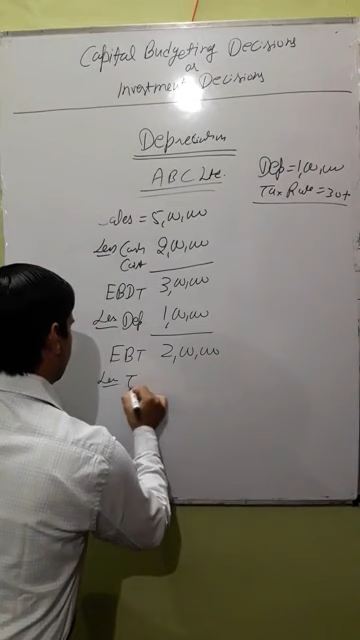 Capital Budgeting Decisions
or
Investment Decisions
Depreciation
ABC Ltd.
Dep = 1,00,000
Tax Rate = 30%
Sales = 5,00,000
Less Cash Cost 2,00,000
EBDT 3,00,000
Less Dep 1,00,000
EBT 2,00,000
Less T